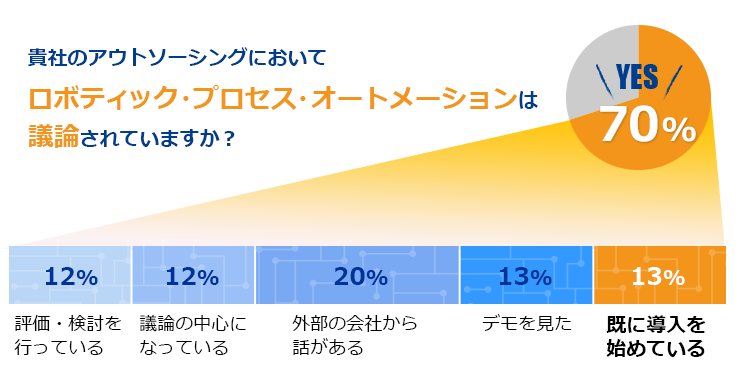 貴社のアウトソーシングにおいて
ロボティック・プロセス・オートメーションは
議論されていますか？
YES
70%
12%
12%
20%
13%
13%
評価・検討を
行っている
議論の中心に
なっている
外部の会社から
話がある
デモを見た
既に導入を
始めている